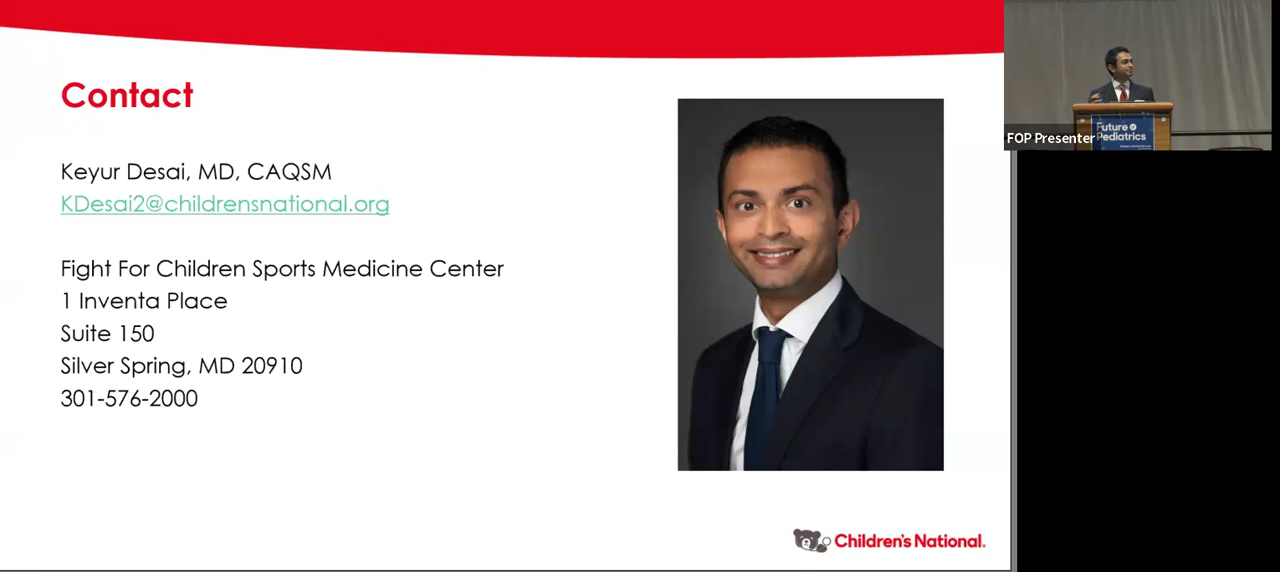 Contact
Keyur Desai, MD, CAQSM
KDesai2@childrensnational.org
Fight For Children Sports Medicine Center
1 Inventa Place
Suite 150
Silver Spring, MD 20910
301-576-2000
Children's National.
Future of
Pediatrics
FOP Presenter